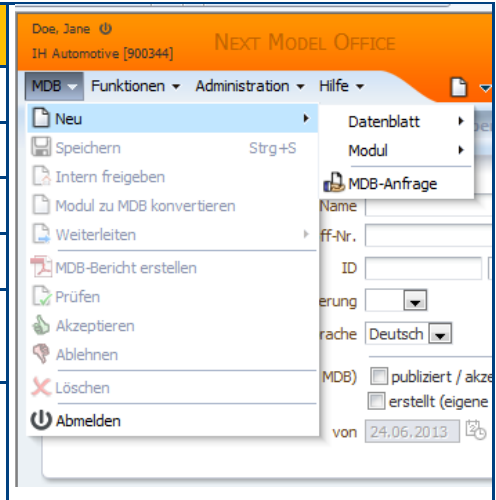 Doe, Jane
IH Automotive [900344]
NEXT MODEL OFFICE
MDB Funktionen Administration Hilfe
Neu
Datenblatt
Speichern Strg+S
Modul
Intern freigeben
MDB-Anfrage
Modul zu MDB konvertieren
Name
Weiterleiten
ff-Nr.
MDB-Bericht erstellen
ID
Prüfen
erung
Akzeptieren
rache Deutsch
Ablehnen
Löschen
MDB) publiziert / akze
erstellt (eigene
Abmelden
von 24.06.2013